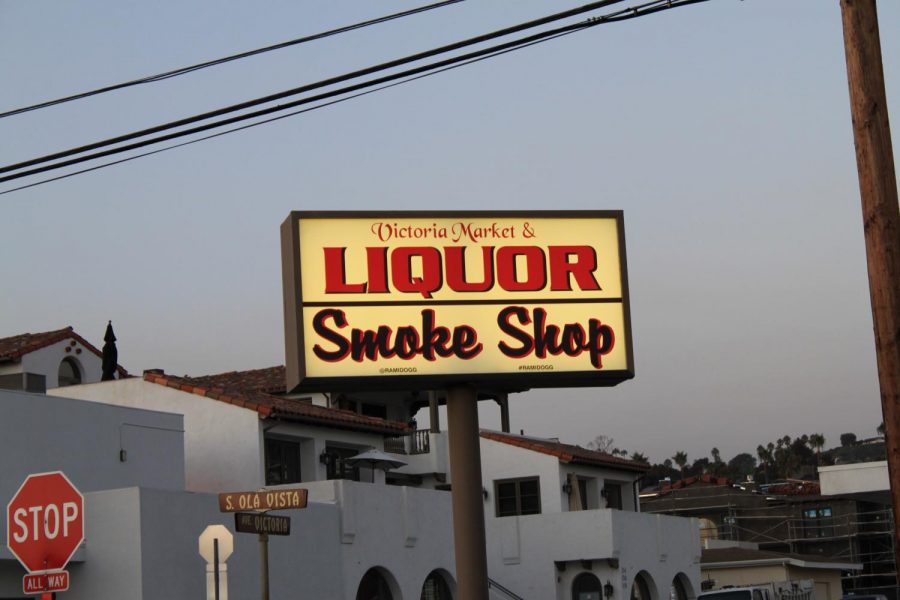 Victoria Market &
LIQUOR
Smoke Shop
@RAMIDOGG #RAMIDOGG
STOP
ALL WAY
S. OLA VISTA
AVE. VICTORIA